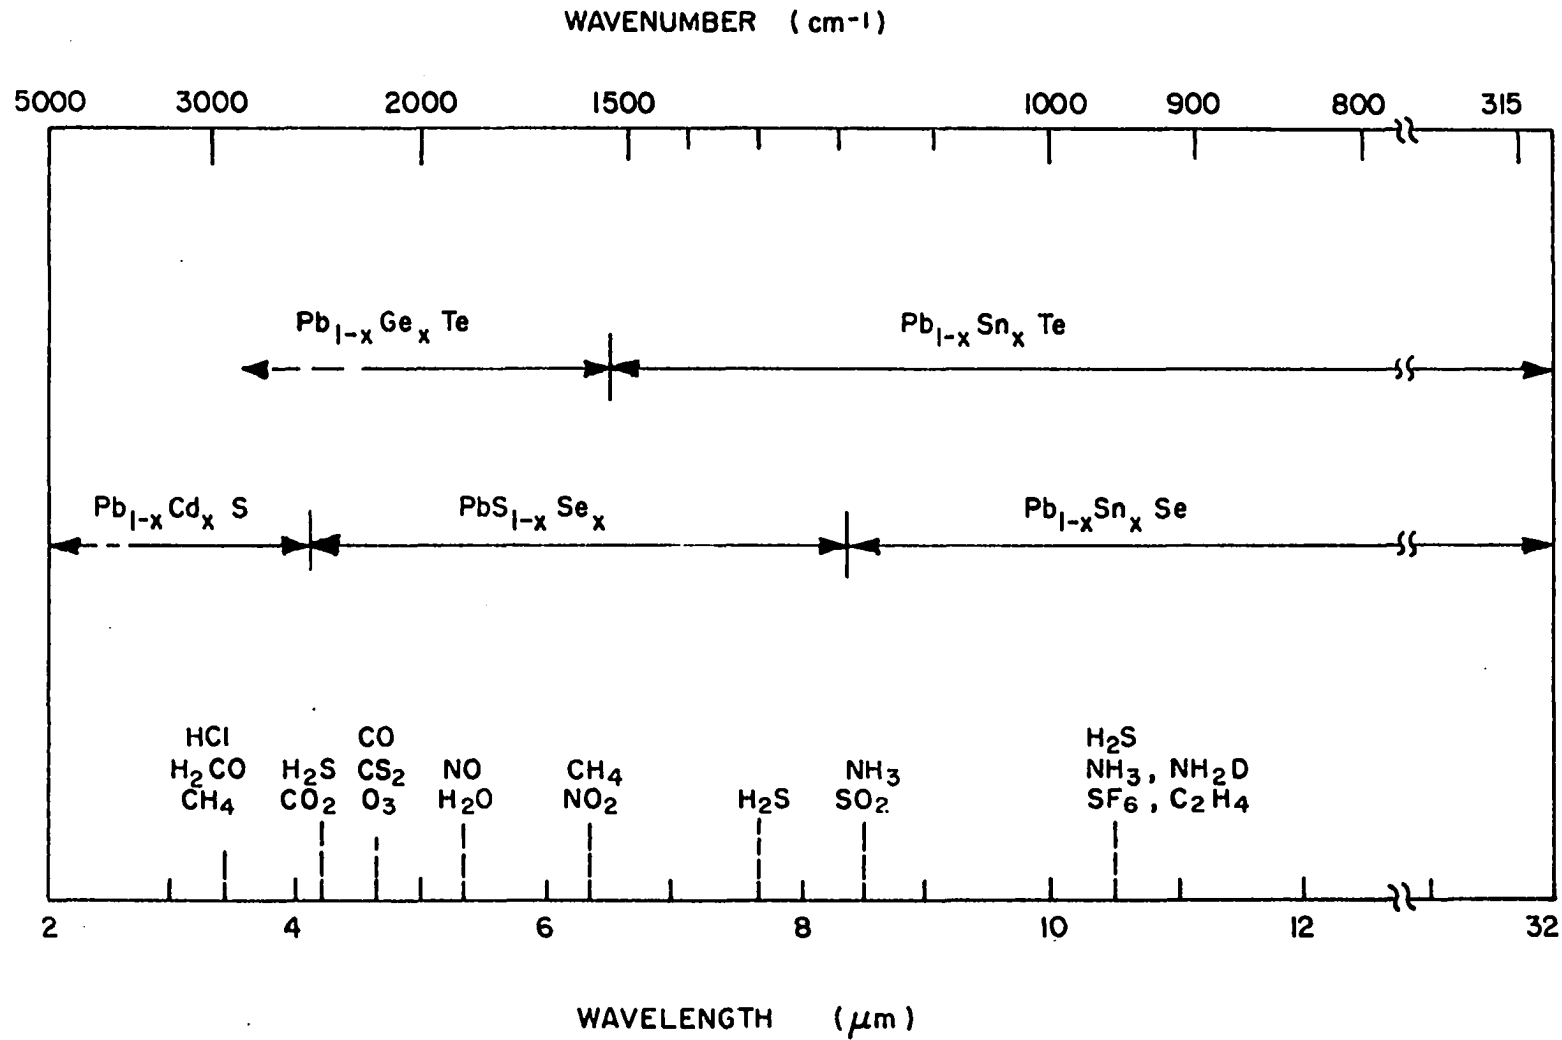 WAVENUMBER (cm-1)
5000 3000 2000 1500 1000 900 800 315
Pb1-x Gex Te
Pb1-x Snx Te
Pb1-x Cdx S
PbS1-x Sex
Pb1-x Snx Se
HCl
H2CO
CH4
H2S
CO2
CO
CS2
O3
NO
H2O
CH4
NO2
H2S
NH3
SO2
H2S
NH3, NH2D
SF6, C2H4
2 4 6 8 10 12 32
WAVELENGTH (μm)